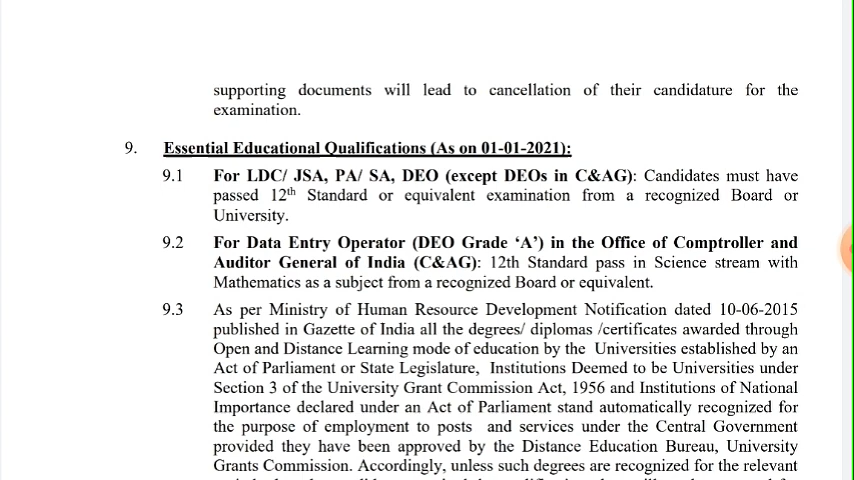 supporting documents will lead to cancellation of their candidature for the
examination.
9. Essential Educational Qualifications (As on 01-01-2021):
9.1 For LDC/ JSA, PA/ SA, DEO (except DEOs in C&AG): Candidates must have
passed 12th Standard or equivalent examination from a recognized Board or
University.
9.2 For Data Entry Operator (DEO Grade ‘A’) in the Office of Comptroller and
Auditor General of India (C&AG): 12th Standard pass in Science stream with
Mathematics as a subject from a recognized Board or equivalent.
9.3 As per Ministry of Human Resource Development Notification dated 10-06-2015
published in Gazette of India all the degrees/ diplomas /certificates awarded through
Open and Distance Learning mode of education by the Universities established by an
Act of Parliament or State Legislature, Institutions Deemed to be Universities under
Section 3 of the University Grant Commission Act, 1956 and Institutions of National
Importance declared under an Act of Parliament stand automatically recognized for
the purpose of employment to posts and services under the Central Government
provided they have been approved by the Distance Education Bureau, University
Grants Commission. Accordingly, unless such degrees are recognized for the relevant